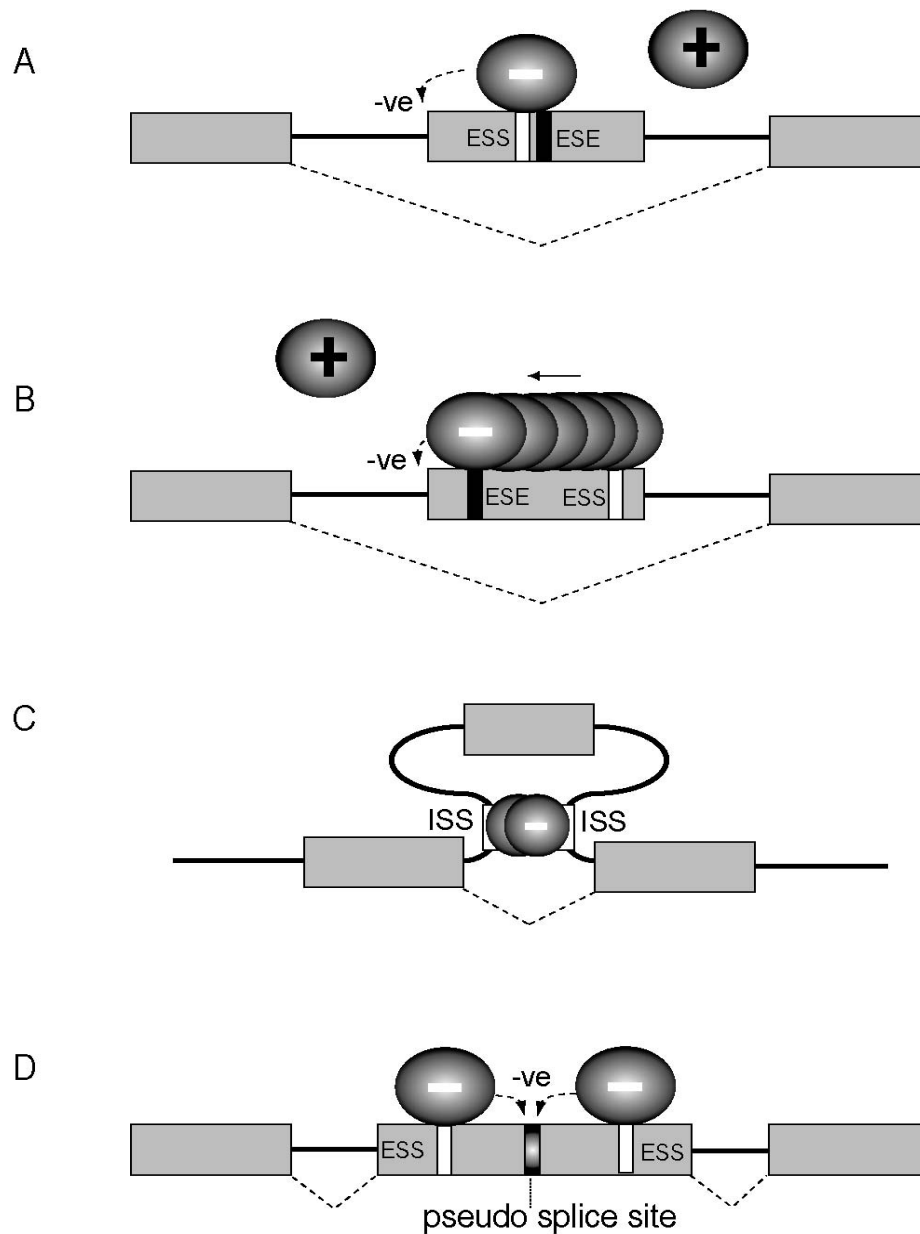 A
+
-ve
ESS ESE
+
B
-ve
ESE ESS
C
ISS ISS
D
-ve
ESS ESS
pseudo splice site